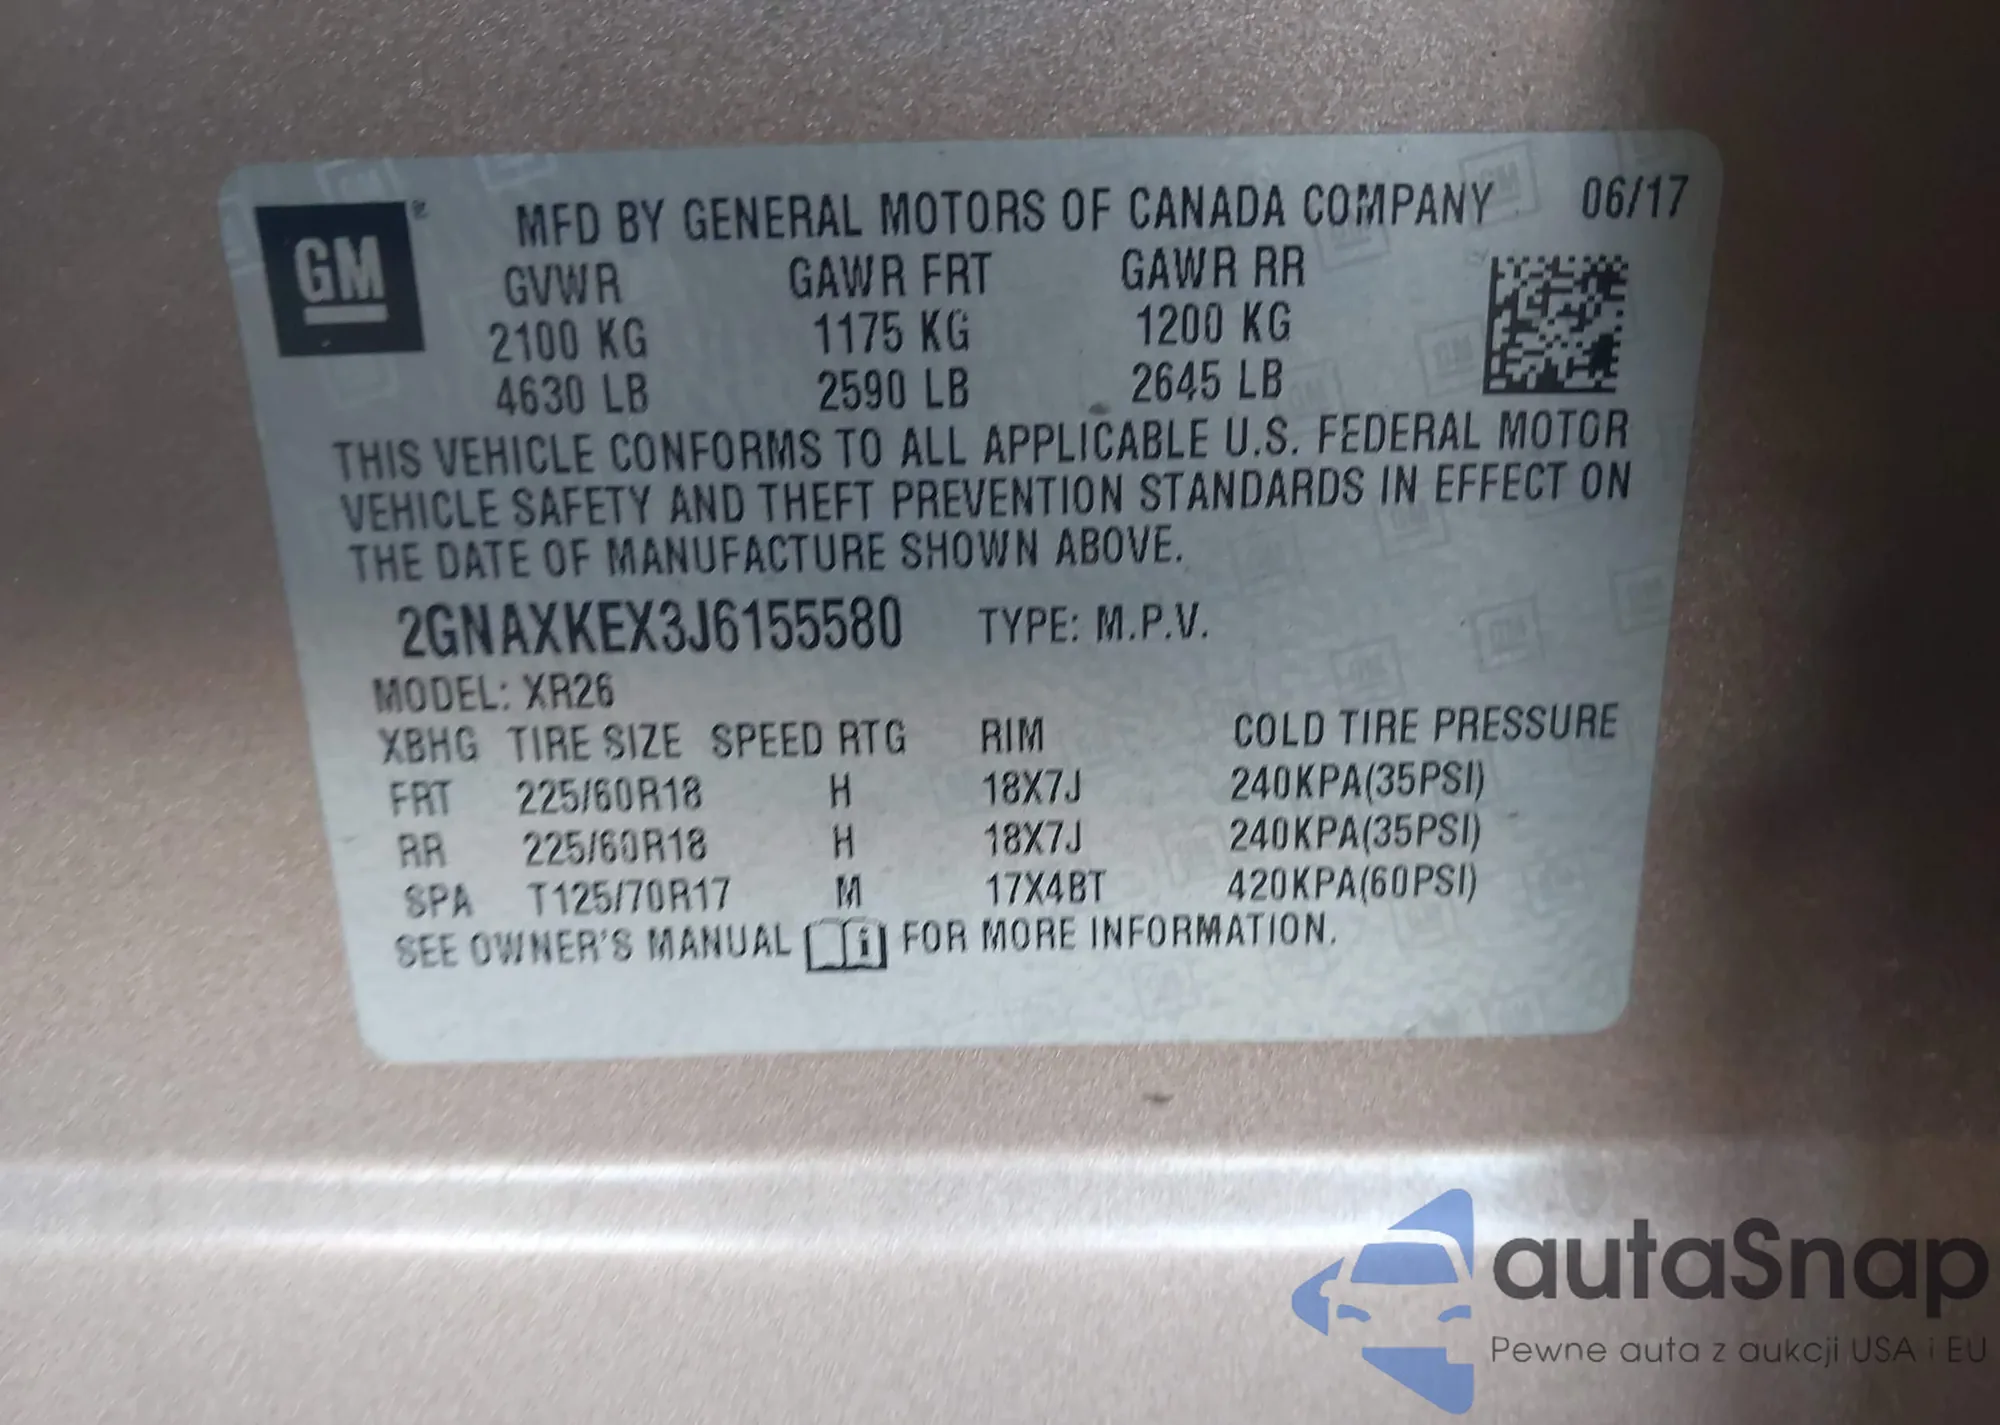 GM
MFD BY GENERAL MOTORS OF CANADA COMPANY 06/17
GVWR GAWR FRT GAWR RR
2100 KG 1175 KG 1200 KG
4630 LB 2590 LB 2645 LB
THIS VEHICLE CONFORMS TO ALL APPLICABLE U.S. FEDERAL MOTOR
VEHICLE SAFETY AND THEFT PREVENTION STANDARDS IN EFFECT ON
THE DATE OF MANUFACTURE SHOWN ABOVE.
2GNAXKEX3J6155580 TYPE: M.P.V.
MODEL: XR26
XBHG TIRE SIZE SPEED RTG RIM COLD TIRE PRESSURE
FRT 225/60R18 H 18X7J 240KPA(35PSI)
RR 225/60R18 H 18X7J 240KPA(35PSI)
SPA T125/70R17 M 17X4BT 420KPA(60PSI)
SEE OWNER'S MANUAL i FOR MORE INFORMATION.
autaSnap
Pewne auta z aukcji USA i EU